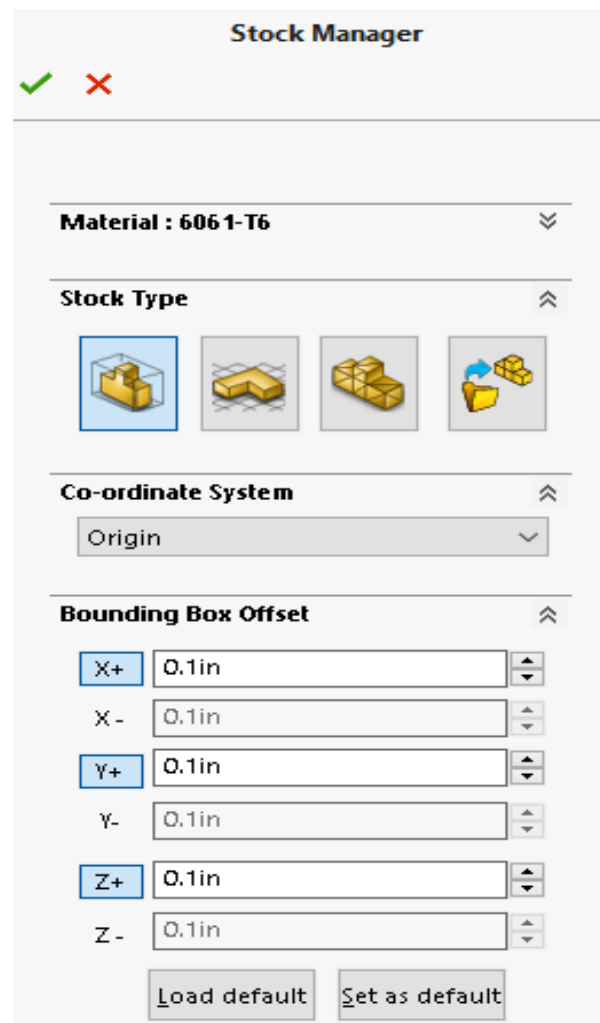 Stock Manager
Material : 6061-T6
Stock Type
Co-ordinate System
Origin
Bounding Box Offset
X+ 0.1in
X - 0.1in
Y+ 0.1in
Y- 0.1in
Z+ 0.1in
Z - 0.1in
Load default Set as default